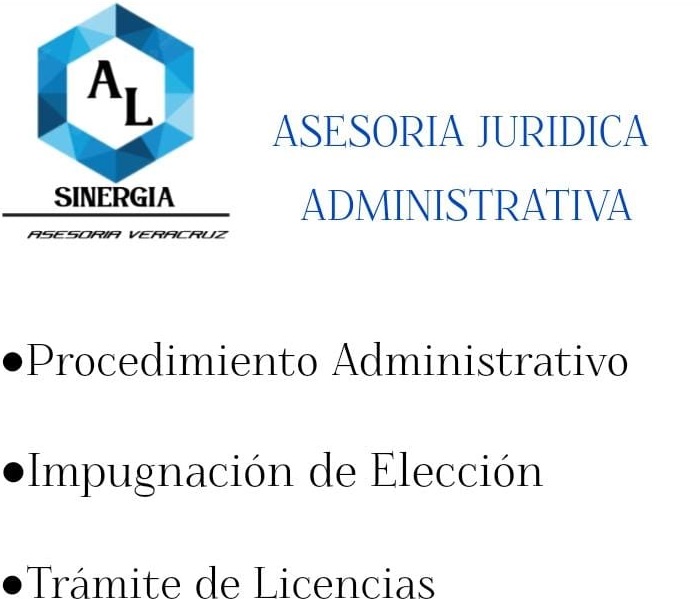 AL
SINERGIA
ASESORIA VERACRUZ
ASESORIA JURIDICA
ADMINISTRATIVA
●Procedimiento Administrativo
●Impugnación de Elección
●Trámite de Licencias